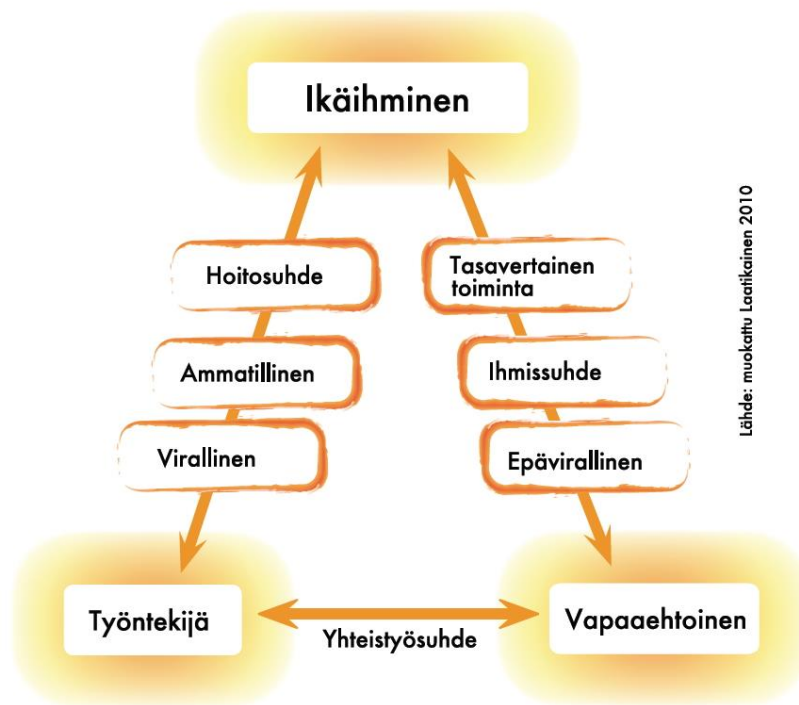 Ikäihminen
Hoitosuhde
Ammatillinen
Virallinen
Tasavertainen
toiminta
Ihmissuhde
Epävirallinen
Työntekijä
Yhteistyösuhde
Vapaaehtoinen
Lähde: muokattu Laatikainen 2010